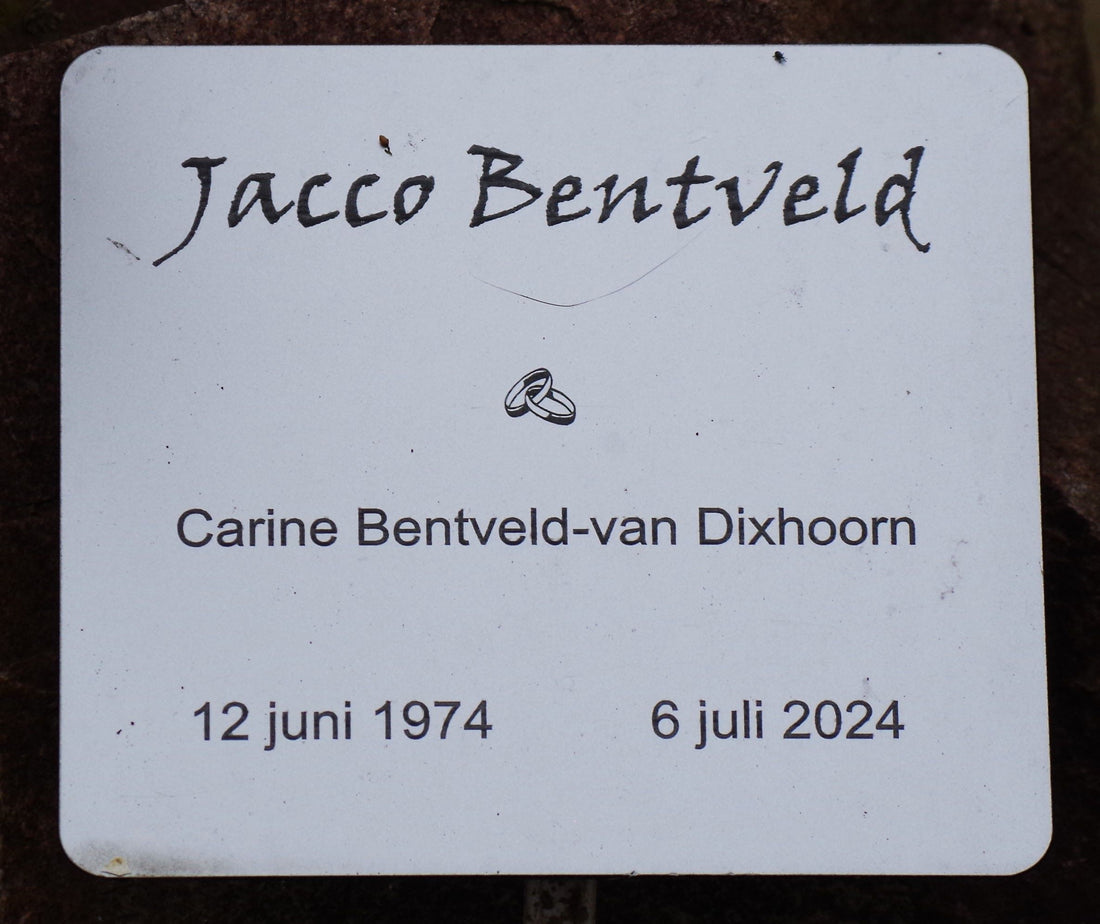 Jacco Bentveld
Carine Bentveld-van Dixhoorn
12 juni 1974 6 juli 2024